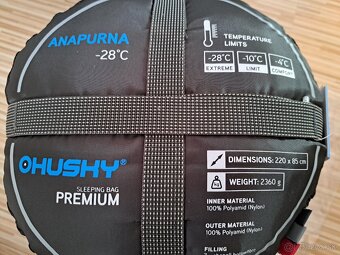 ANAPURNA
-28°C
TEMPERATURE
LIMITS
-28°C
-10°C
-4°C
EXTREME
LIMIT
COMFORT
HUSKY®
SLEEPING BAG
PREMIUM
DIMENSIONS: 220 x 85 cm
WEIGHT: 2360 g
INNER MATERIAL
100% Polyamid (Nylon)
OUTER MATERIAL
100% Polyamid (Nylon)
FILLING